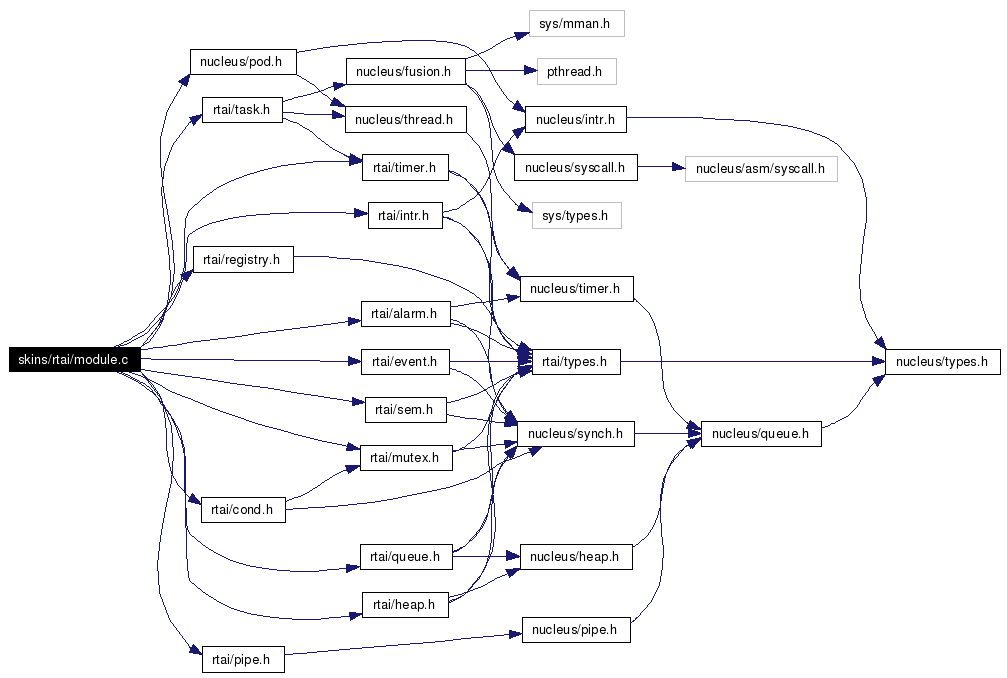 sys/mman.h
nucleus/pod.h
nucleus/fusion.h
pthread.h
rtai/task.h
nucleus/thread.h
nucleus/intr.h
rtai/timer.h
nucleus/syscall.h
nucleus/asm/syscall.h
rtai/intr.h
sys/types.h
rtai/registry.h
nucleus/timer.h
rtai/alarm.h
skins/rtai/module.c
rtai/event.h
rtai/types.h
nucleus/types.h
rtai/sem.h
nucleus/synch.h
nucleus/queue.h
rtai/mutex.h
rtai/cond.h
rtai/queue.h
nucleus/heap.h
rtai/heap.h
nucleus/pipe.h
rtai/pipe.h